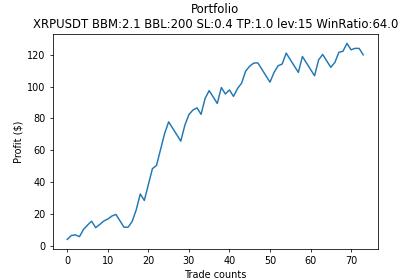 Portfolio
XRPUSDT BBM:2.1 BBL:200 SL:0.4 TP:1.0 lev:15 WinRatio:64.0
120
100
80
60
40
20
0
Profit ($)
0 10 20 30 40 50 60 70
Trade counts